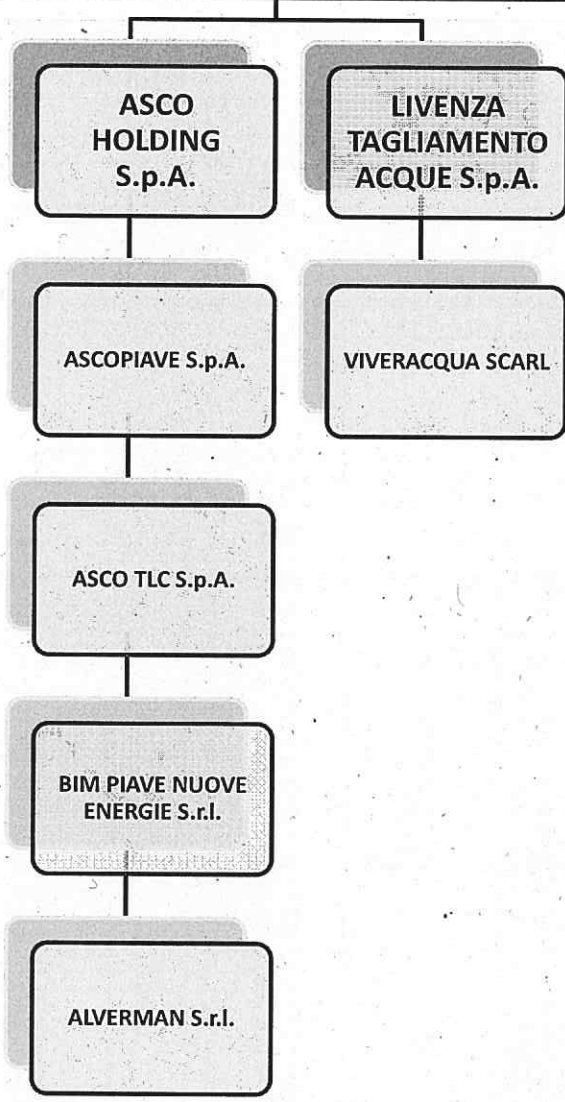 ASCO
HOLDING
S.p.A.
LIVENZA
TAGLIAMENTO
ACQUE S.p.A.
ASCOPIAVE S.p.A.
VIVERACQUA SCARL
ASCO TLC S.p.A.
BIM PIAVE NUOVE
ENERGIE S.r.l.
ALVERMAN S.r.l.